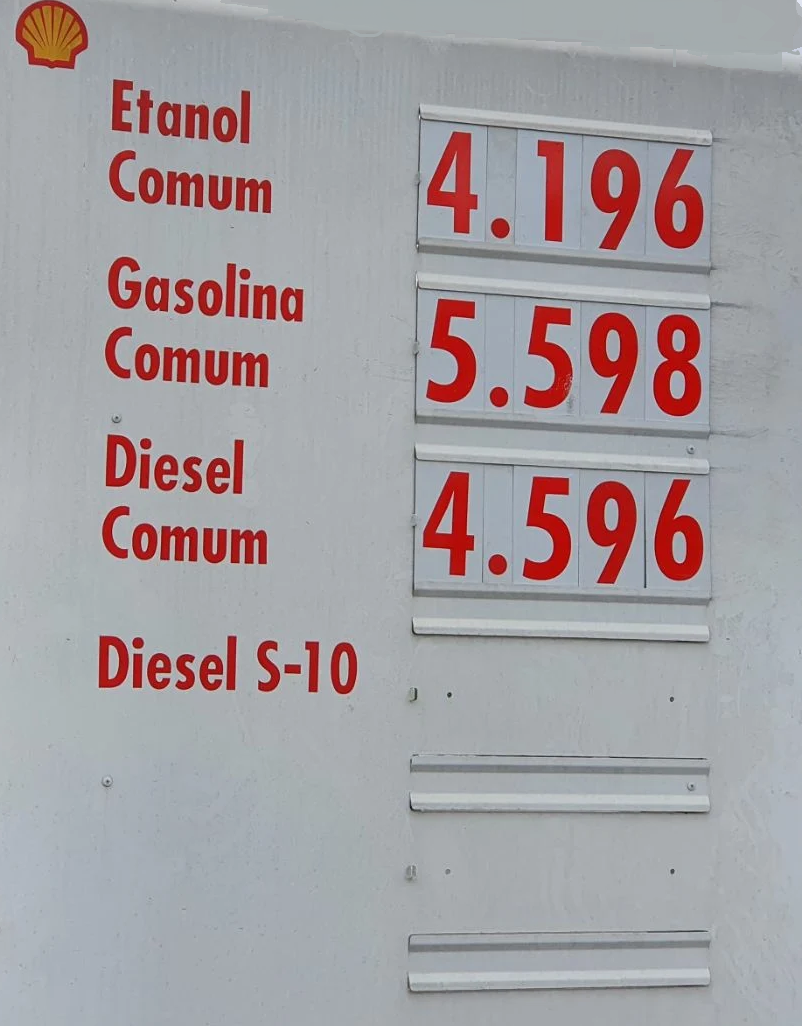 Etanol
Comum
4.196
Gasolina
Comum
5.598
Diesel
Comum
4.596
Diesel S-10